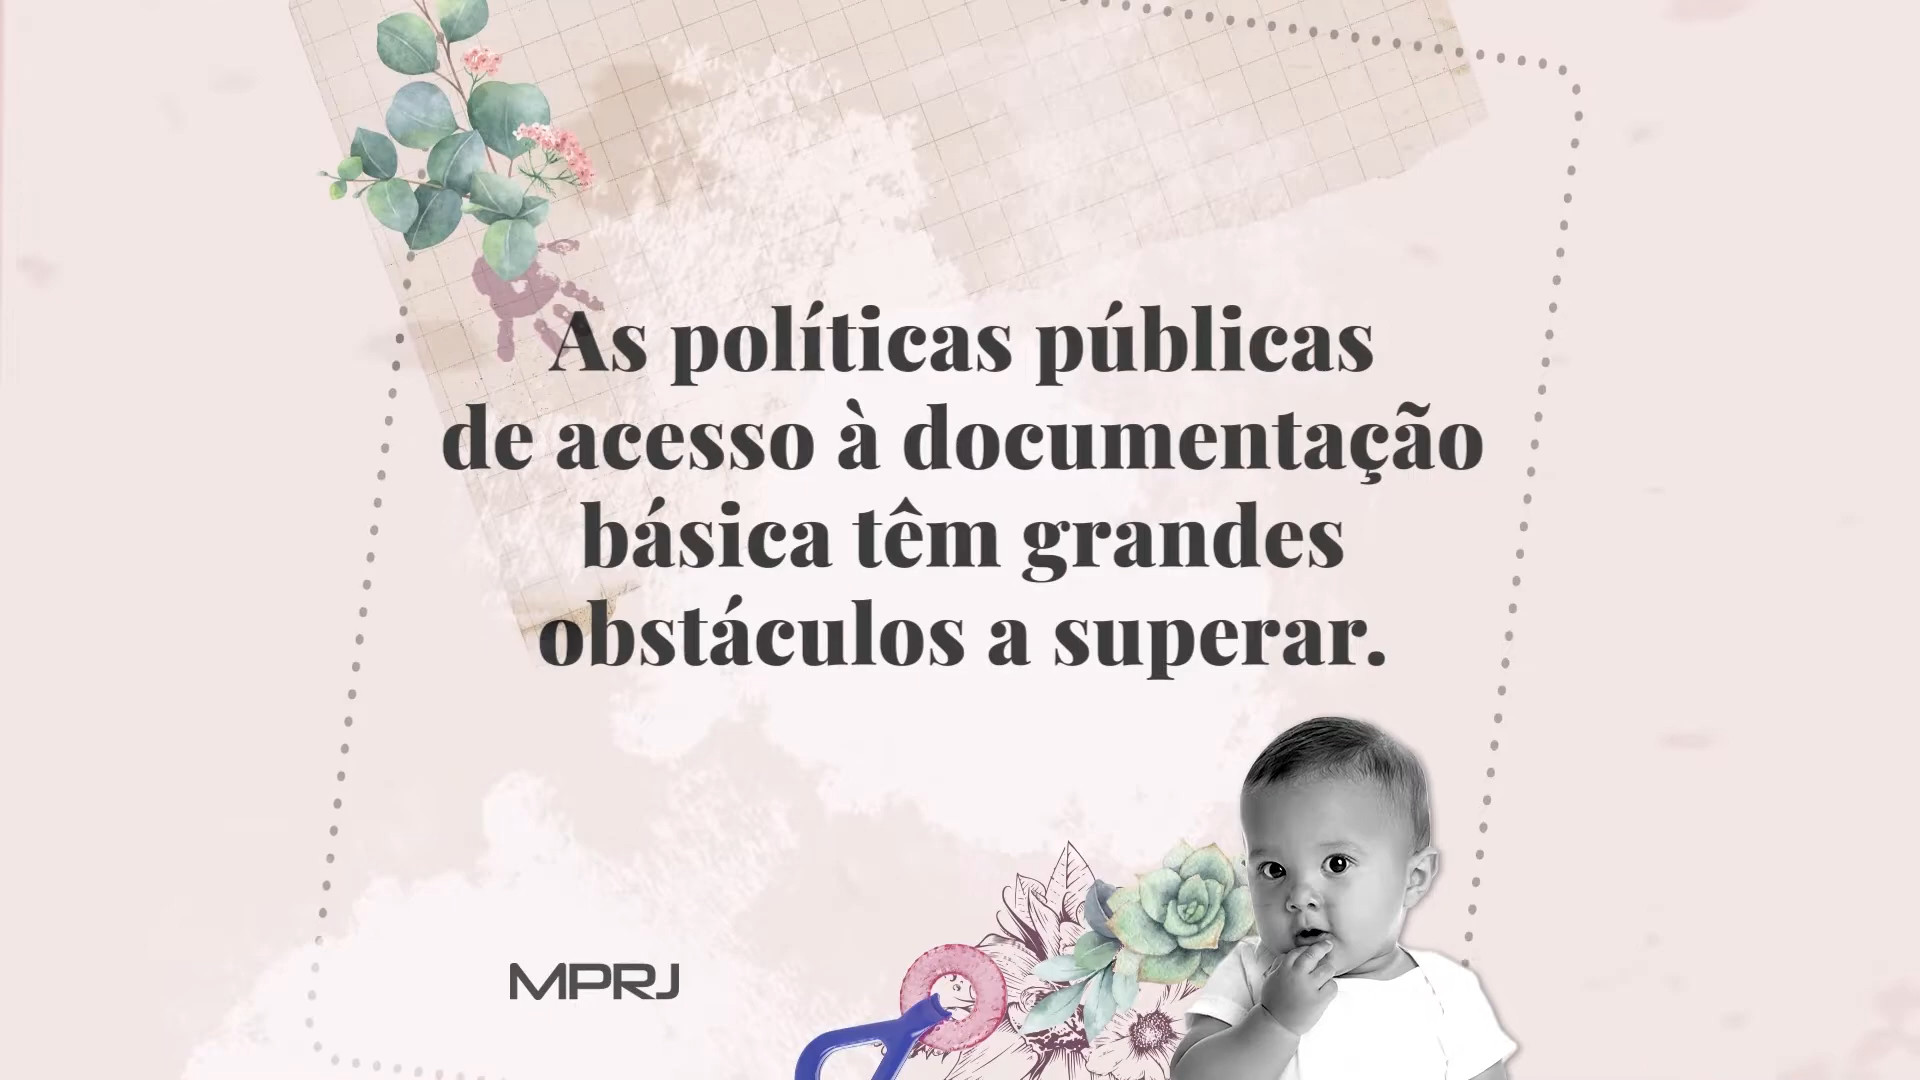 As políticas públicas
de acesso à documentação
básica têm grandes
obstáculos a superar.
MPRJ